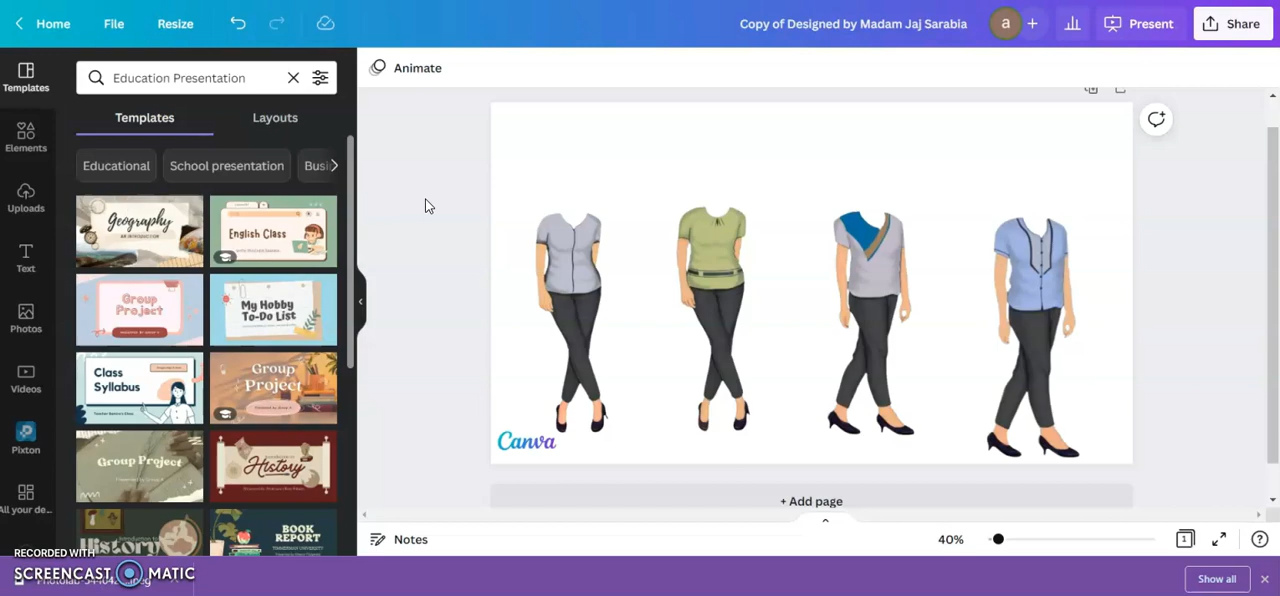 Home File Resize Copy of Designed by Madam Jaj Sarabia a Present Share
Templates
Elements
Uploads
Text
Photos
Videos
Pixton
All your de...
Education Presentation
Templates Layouts
Educational School presentation Busi
Geography
AN INTRODUCTION
English Class
Group
Project
My Hobby
To-Do List
Class
Syllabus
Group
Project
Group Project
History
History
BOOK
REPORT
Animate
Canva
+ Add page
Notes
40%
1
?
RECORDED WITH
SCREENCAST MATIC
Show all